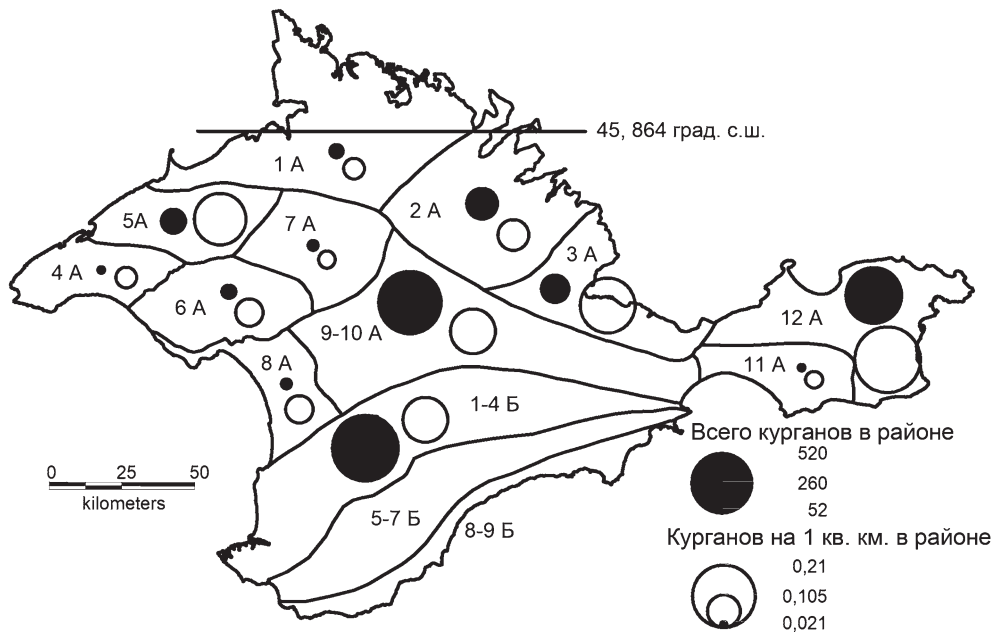 45, 864 град. с.ш.
1 А
2 А
5А
7 А
3 А
4 А
6 А
9-10 А
12 А
8 А
11 А
1-4 Б
Всего курганов в районе
520
260
52
0 25 50
kilometers
5-7 Б
8-9 Б
Курганов на 1 кв. км. в районе
0,21
0,105
0,021